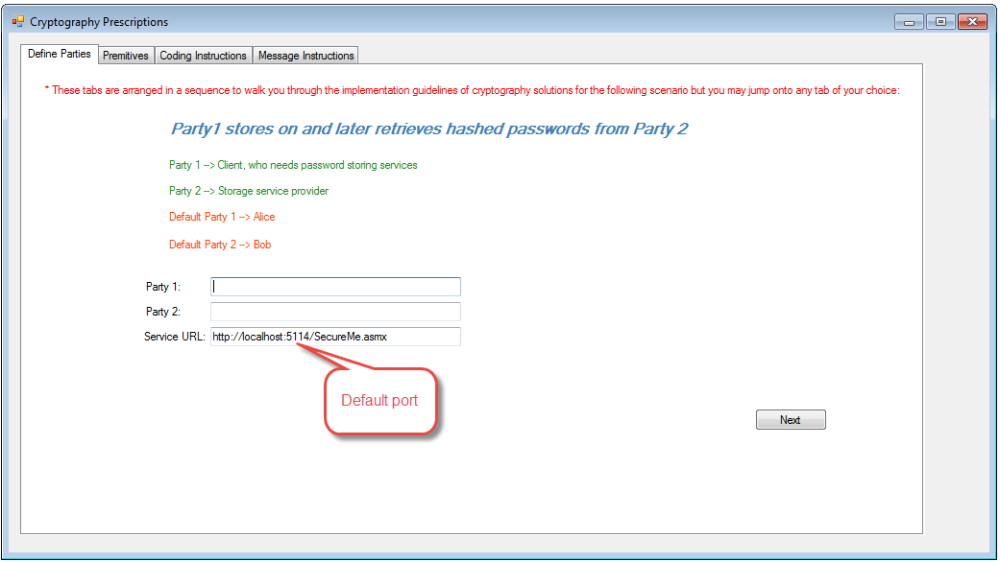 Cryptography Prescriptions
Define Parties
Premitives
Coding Instructions
Message Instructions
* These tabs are arranged in a sequence to walk you through the implementation guidelines of cryptography solutions for the following scenario but you may jump onto any tab of your choice:
Party1 stores on and later retrieves hashed passwords from Party 2
Party 1 --> Client, who needs password storing services
Party 2 --> Storage service provider
Default Party 1 --> Alice
Default Party 2 --> Bob
Party 1:
Party 2:
Service URL: http://localhost:5114/SecureMe.asmx
Default port
Next